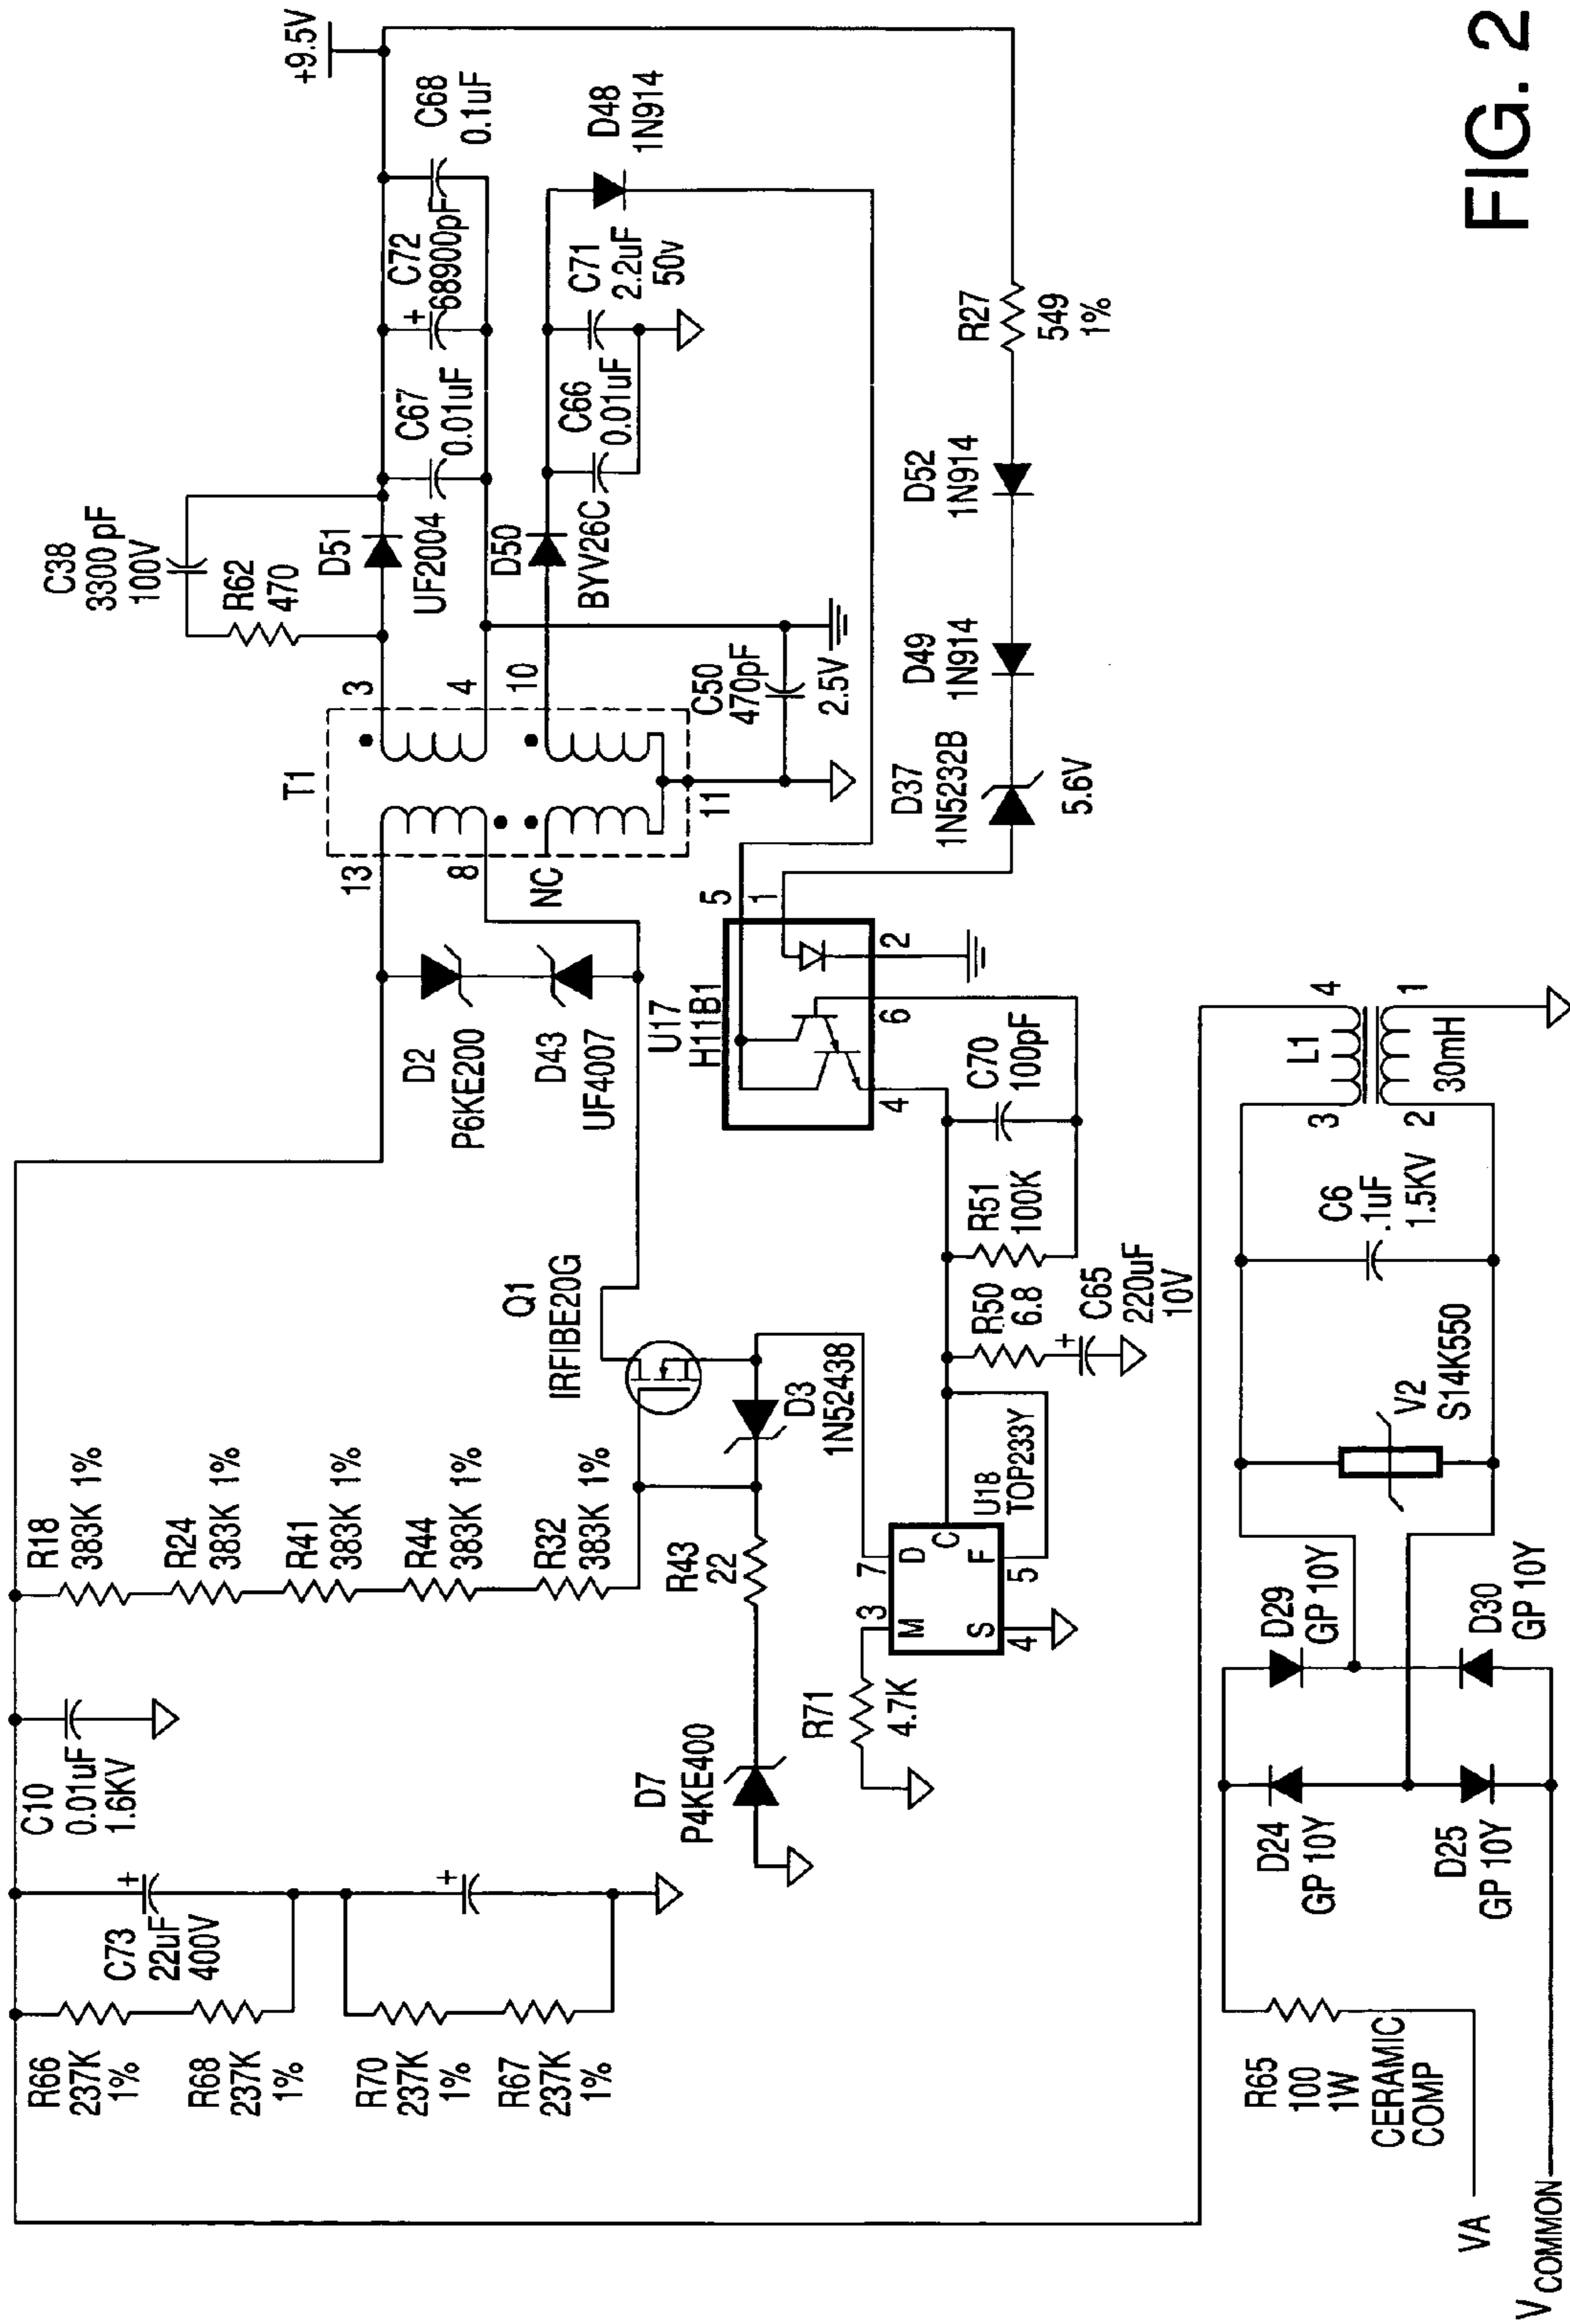 +9.5V
C38
3300 pF
100V
R62
470
D51
UF2004
C67
0.01uF
C72
+
68900pF
C68
0.1uF
T1
3
4
10
11
13
8
NC
D50
BYV26C
C66
0.01uF
C71
2.2uF
50v
D48
1N914
C50
470pF
2.5V
D2
P6KE200
D43
UF4007
U17
H11B1
5
1
2
6
4
D37
1N5232B
5.6V
D49
1N914
D52
1N914
R27
549
1%
R66
237K
1%
R68
237K
1%
R70
237K
1%
R67
237K
1%
C73
22uF
400V
+
+
C10
0.01uF
1.6KV
R18
383K 1%
R24
383K 1%
R41
383K 1%
R44
383K 1%
R32
383K 1%
Q1
IRFIBE20G
D7
P4KE400
R43
22
D3
1N52438
R71
4.7K
3
7
M
D
C
S
F
4
5
U18
TOP233Y
R50
6.8
+
C65
220uF
10V
R51
100K
C70
100pF
R65
100
1W
CERAMIC
COMP
VA
V COMMON
D24
GP 10Y
D25
GP 10Y
D29
GP 10Y
D30
GP 10Y
V2
S14K550
C6
.1uF
1.5KV
3
4
L1
2
1
30mH
FIG. 2